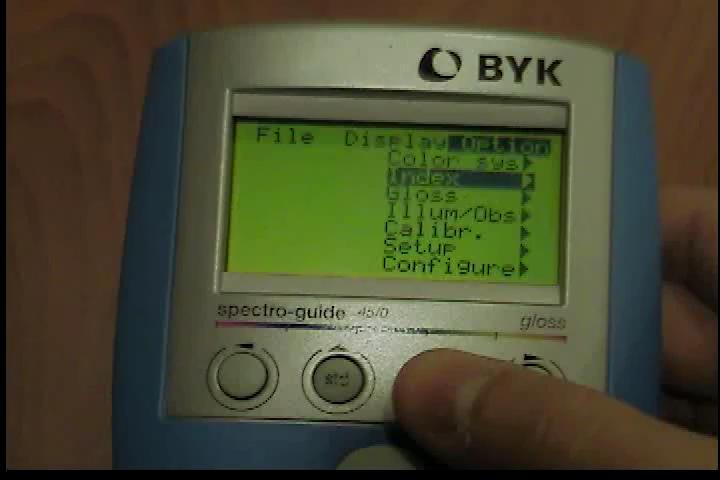 BYK
File Display Option
Color sys
Index
Gloss
Illum/Obs
Calibr.
Setup
Configure
spectro-guide 45/0 gloss
std